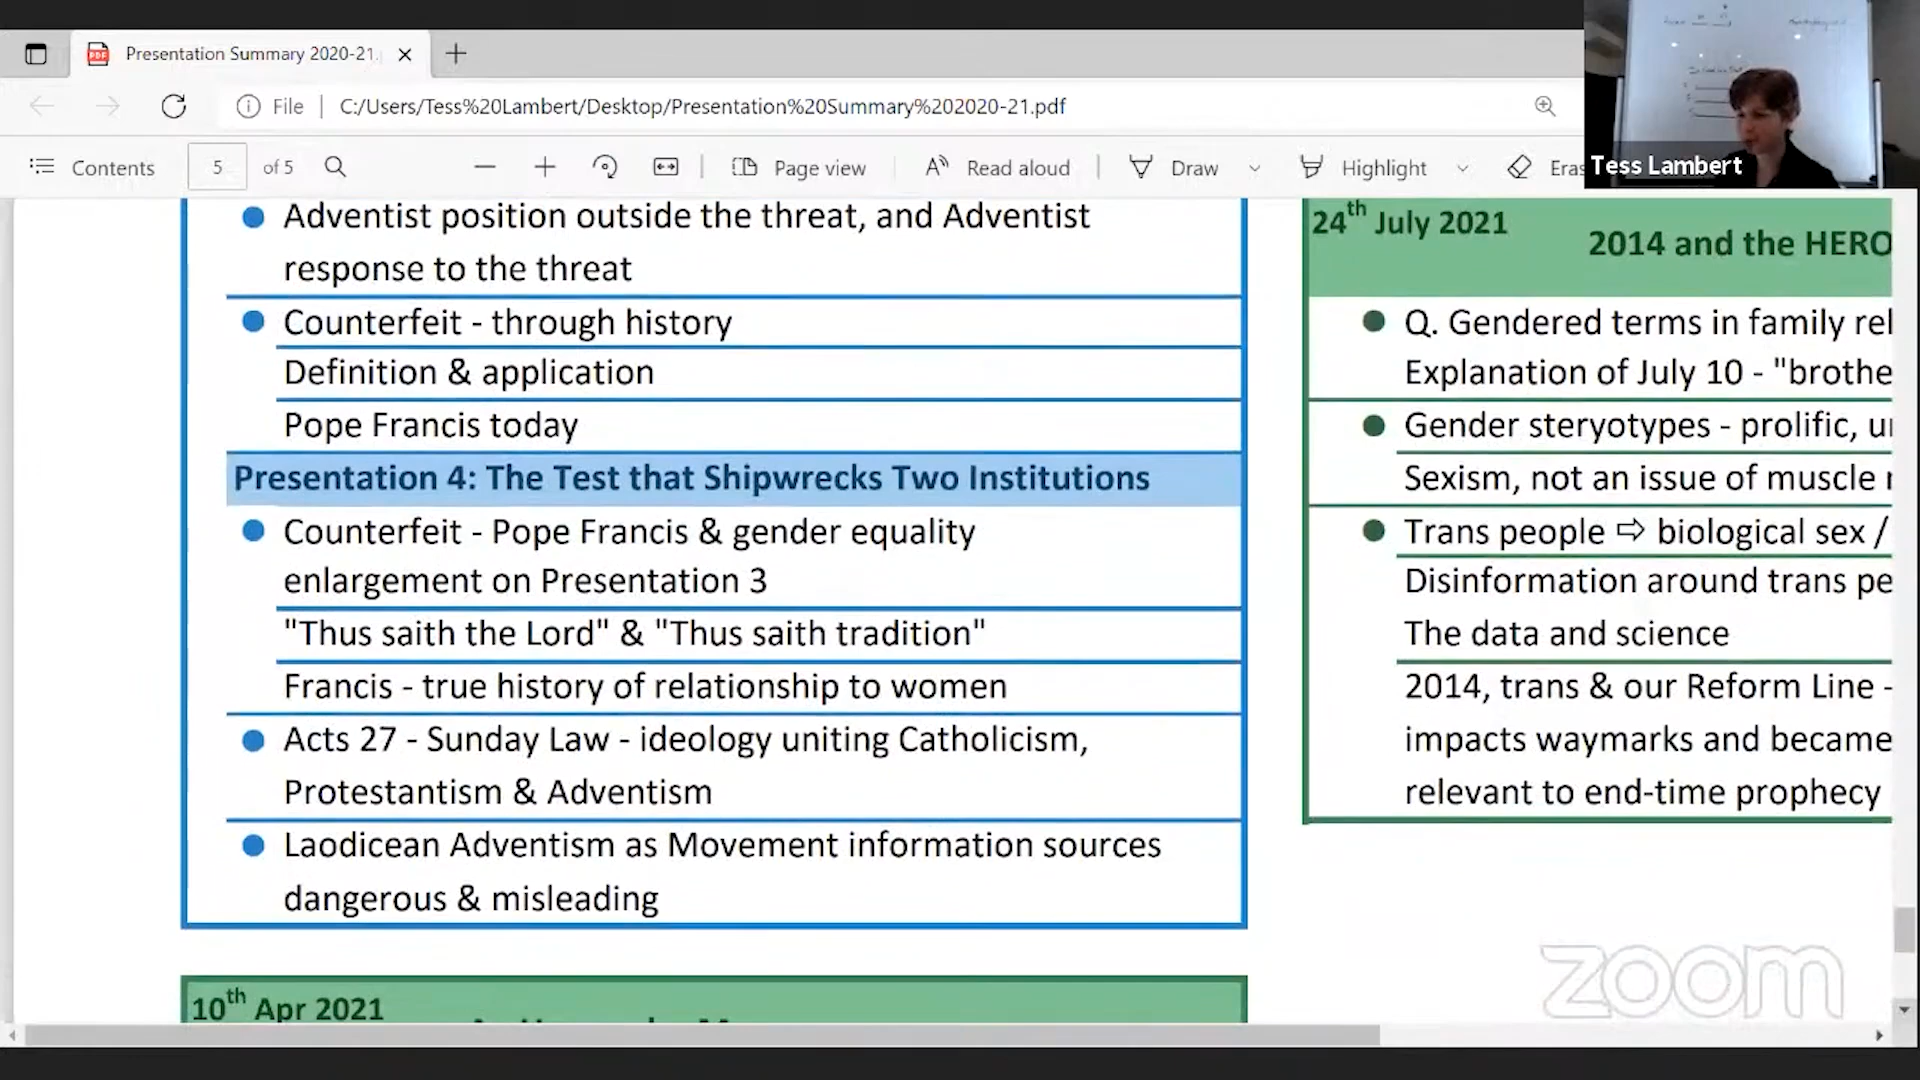 Presentation Summary 2020-21.
File
C:/Users/Tess%20Lambert/Desktop/Presentation%20Summary%202020-21.pdf
Contents
5
of 5
Page view
Read aloud
Draw
Highlight
Eras
Tess Lambert
Adventist position outside the threat, and Adventist
response to the threat
Counterfeit - through history
Definition & application
Pope Francis today
Presentation 4: The Test that Shipwrecks Two Institutions
Counterfeit - Pope Francis & gender equality
enlargement on Presentation 3
"Thus saith the Lord" & "Thus saith tradition"
Francis - true history of relationship to women
Acts 27 - Sunday Law - ideology uniting Catholicism,
Protestantism & Adventism
Laodicean Adventism as Movement information sources
dangerous & misleading
10th Apr 2021
24th July 2021
2014 and the HERO
Q. Gendered terms in family rel
Explanation of July 10 - "brothe
Gender steryotypes - prolific, u
Sexism, not an issue of muscle
Trans people ⇨ biological sex /
Disinformation around trans pe
The data and science
2014, trans & our Reform Line -
impacts waymarks and became
relevant to end-time prophecy
zoom